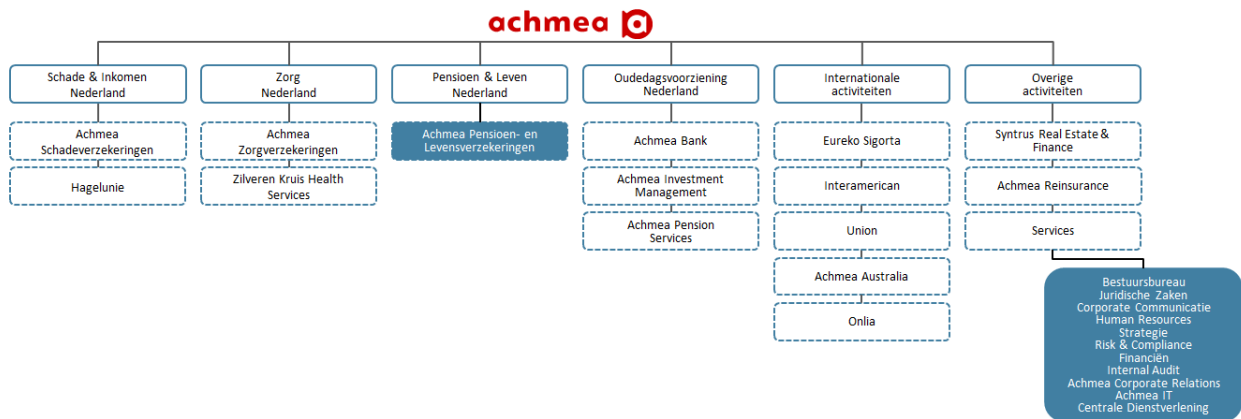 achmea
Schade & Inkomen
Nederland
Zorg
Nederland
Pensioen & Leven
Nederland
Oudedagsvoorziening
Nederland
Internationale
activiteiten
Overige
activiteiten
Achmea
Schadeverzekeringen
Hagelunie
Achmea
Zorgverzekeringen
Zilveren Kruis Health
Services
Achmea Pensioen- en
Levensverzekeringen
Achmea Bank
Achmea Investment
Management
Achmea Pension
Services
Eureko Sigorta
Interamerican
Union
Achmea Australia
Onlia
Syntrus Real Estate &
Finance
Achmea Reinsurance
Services
Bestuursbureau
Juridische Zaken
Corporate Communicatie
Human Resources
Strategie
Risk & Compliance
Financiën
Internal Audit
Achmea Corporate Relations
Achmea IT
Centrale Dienstverlening